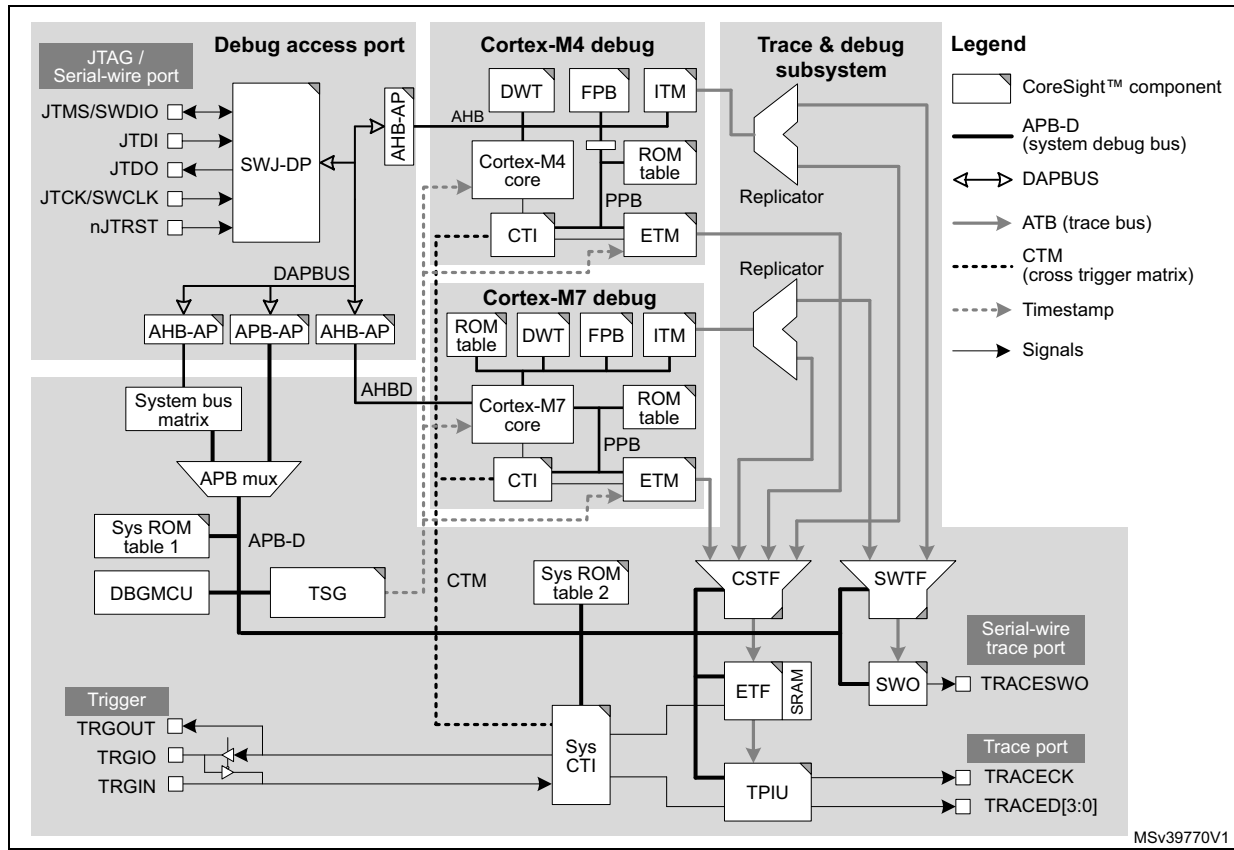 Debug access port
JTAG /
Serial-wire port
JTMS/SWDIO
JTDI
JTDO
JTCK/SWCLK
nJTRST
SWJ-DP
AHB-AP
DAPBUS
AHB-AP
APB-AP
AHB-AP
Cortex-M4 debug
DWT
FPB
ITM
AHB
Cortex-M4
core
ROM
table
PPB
CTI
ETM
Cortex-M7 debug
ROM
table
DWT
FPB
ITM
AHBD
Cortex-M7
core
ROM
table
PPB
CTI
ETM
Trace & debug
subsystem
Replicator
Replicator
Legend
CoreSight™ component
APB-D
(system debug bus)
DAPBUS
ATB (trace bus)
CTM
(cross trigger matrix)
Timestamp
Signals
System bus
matrix
APB mux
Sys ROM
table 1
APB-D
DBGMCU
TSG
CTM
Sys ROM
table 2
CSTF
SWTF
ETF
SRAM
SWO
Serial-wire
trace port
TRACESWO
Trigger
TRGOUT
TRGIO
TRGIN
Sys
CTI
TPIU
Trace port
TRACECK
TRACED[3:0]
MSv39770V1